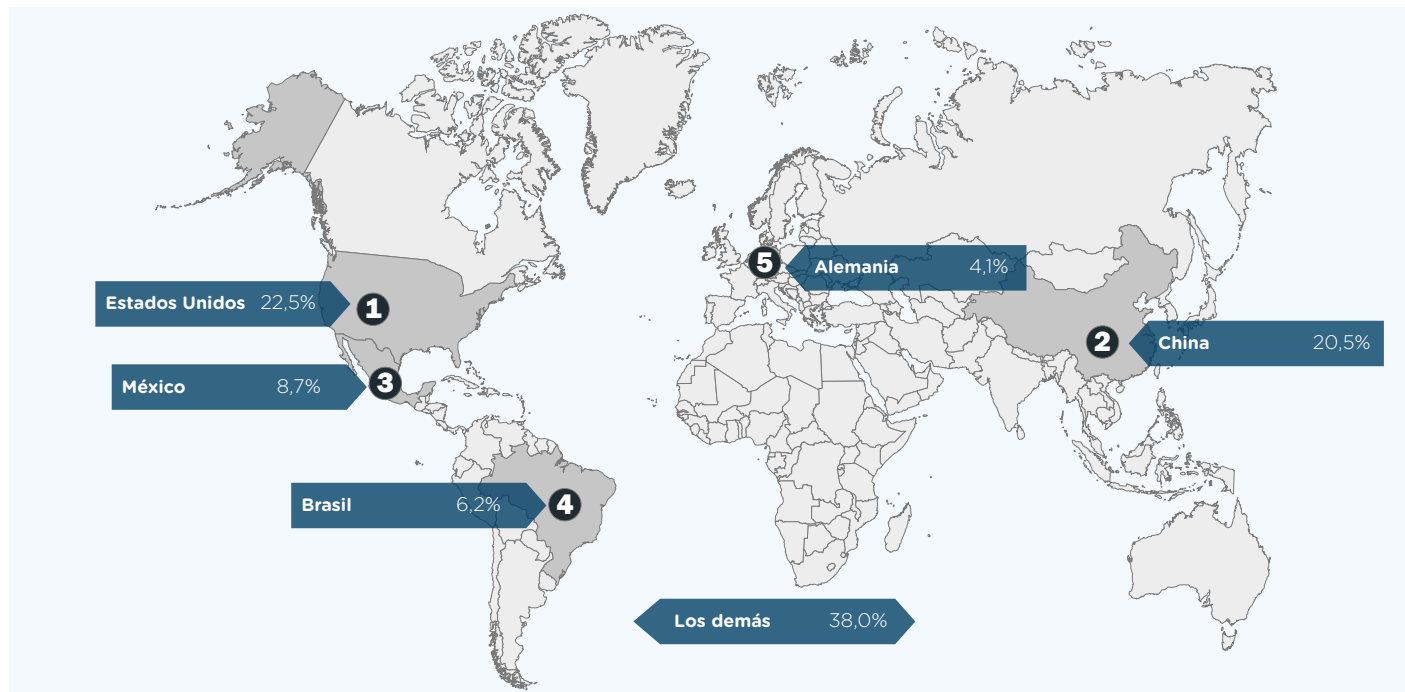 5
Alemania 4,1%
Estados Unidos 22,5%
1
2
China 20,5%
México 8,7%
3
Brasil 6,2%
4
Los demás 38,0%